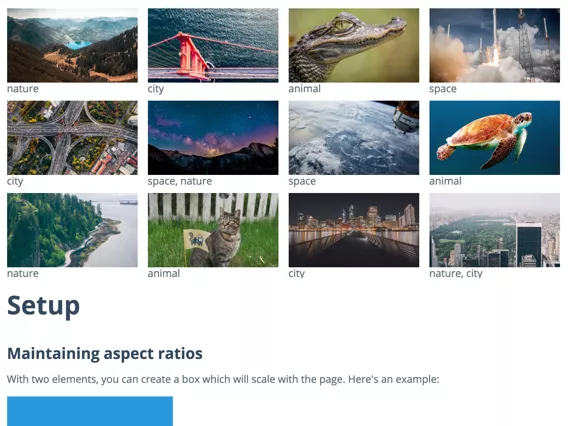 nature
city
animal
space
city
space, nature
space
animal
nature
animal
city
nature, city
Setup
Maintaining aspect ratios
With two elements, you can create a box which will scale with the page. Here's an example: